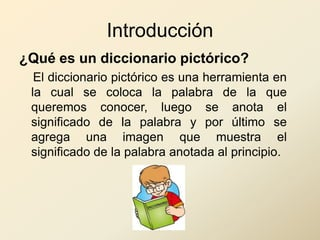 Introducción
¿Qué es un diccionario pictórico?
El diccionario pictórico es una herramienta en
la cual se coloca la palabra de la que
queremos conocer, luego se anota el
significado de la palabra y por último se
agrega una imagen que muestra el
significado de la palabra anotada al principio.